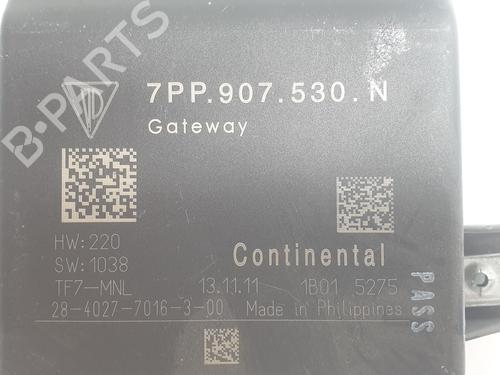 B-PARTS
7PP.907.530.N
Gateway
HW:220
SW:1038
Continental
TF7-MNL 13.11.11 1B01 5275
28-4027-7016-3-00 Made in Philippines
PASS